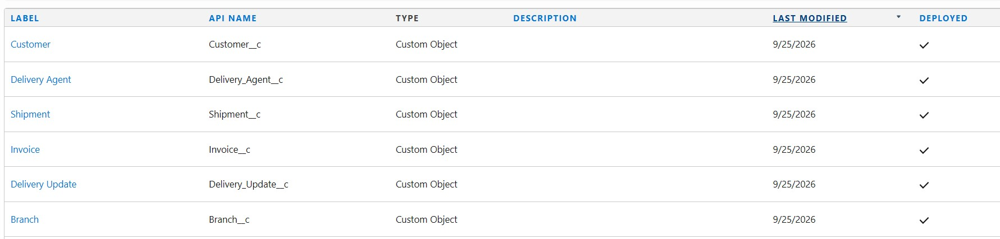 LABEL API NAME TYPE DESCRIPTION LAST MODIFIED DEPLOYED
Customer Customer__c Custom Object 9/25/2026
Delivery Agent Delivery_Agent__c Custom Object 9/25/2026
Shipment Shipment__c Custom Object 9/25/2026
Invoice Invoice__c Custom Object 9/25/2026
Delivery Update Delivery_Update__c Custom Object 9/25/2026
Branch Branch__c Custom Object 9/25/2026